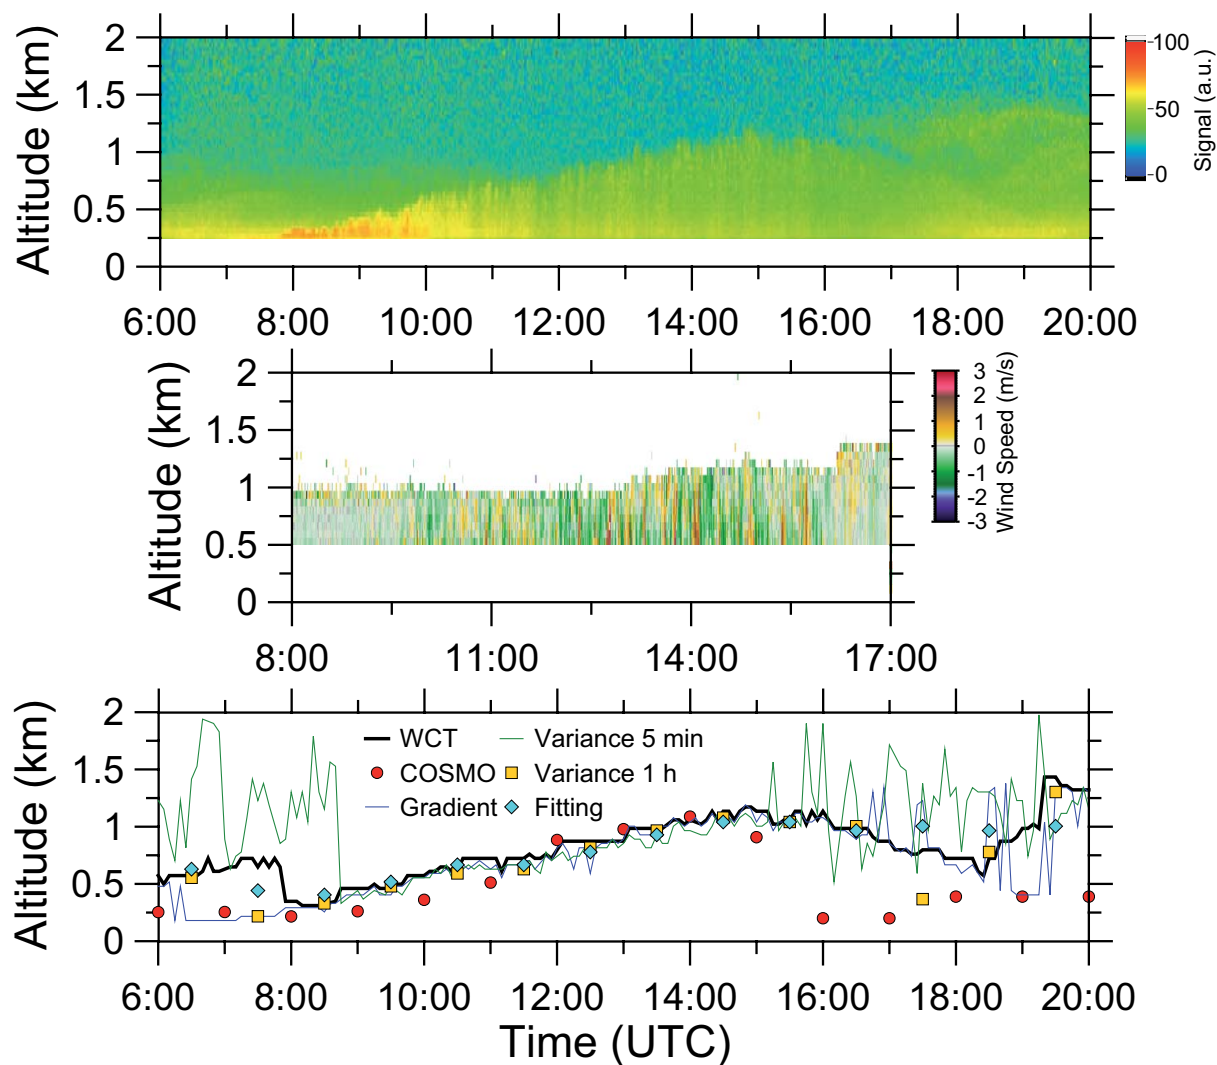 2
1.5
1
0.5
0
Altitude (km)
6:00 8:00 10:00 12:00 14:00 16:00 18:00 20:00
100
50
0
Signal (a.u.)
2
1.5
1
0.5
0
Altitude (km)
8:00 11:00 14:00 17:00
3
2
1
0
-1
-2
-3
Wind Speed (m/s)
2
1.5
1
0.5
0
Altitude (km)
WCT Variance 5 min
COSMO Variance 1 h
Gradient Fitting
6:00 8:00 10:00 12:00 14:00 16:00 18:00 20:00
Time (UTC)